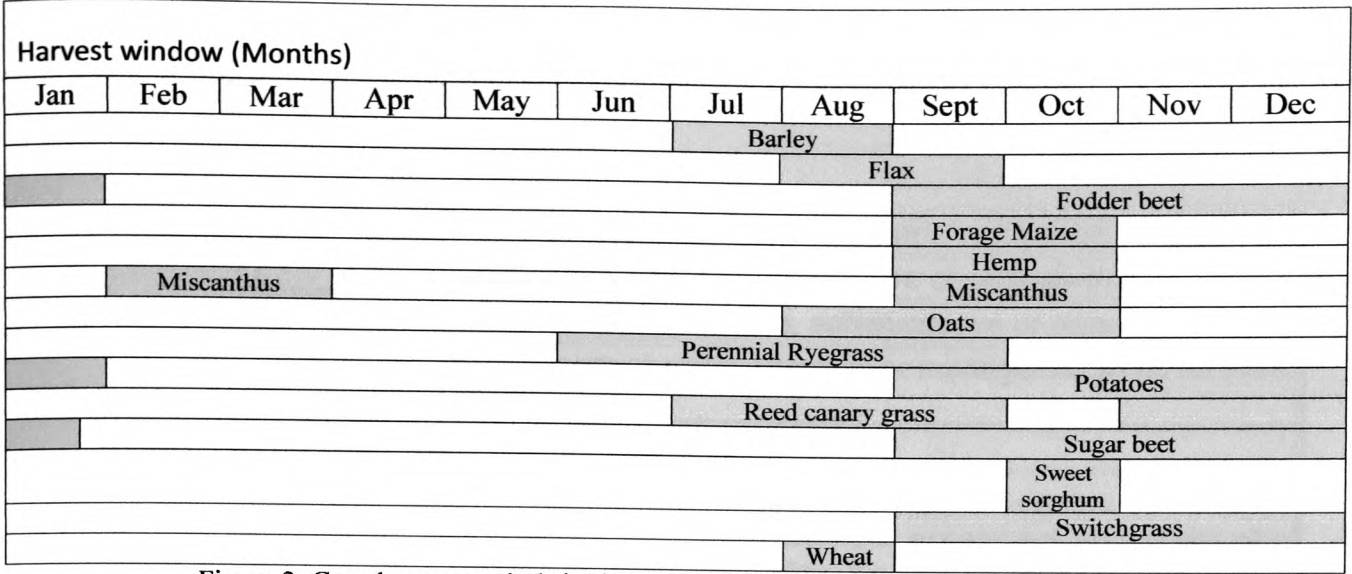 Harvest window (Months)
Jan Feb Mar Apr May Jun Jul Aug Sept Oct Nov Dec
Barley
Flax
Fodder beet
Forage Maize
Hemp
Miscanthus Miscanthus
Oats
Perennial Ryegrass
Potatoes
Reed canary grass
Sugar beet
Sweet
sorghum
Switchgrass
Wheat